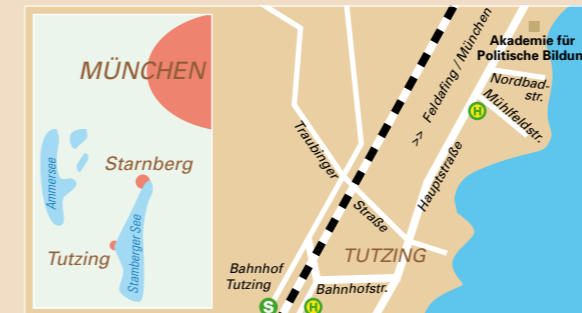 MÜNCHEN
Starnberg
Ammersee
Starnberger See
Tutzing
Akademie für
Politische Bildun
Nordbad-
str.
Mühlfeldstr.
>> Feldafing / München
H
Hauptstraße
Traubinger
Straße
TUTZING
Bahnhof
Tutzing
Bahnhofstr.
S
H